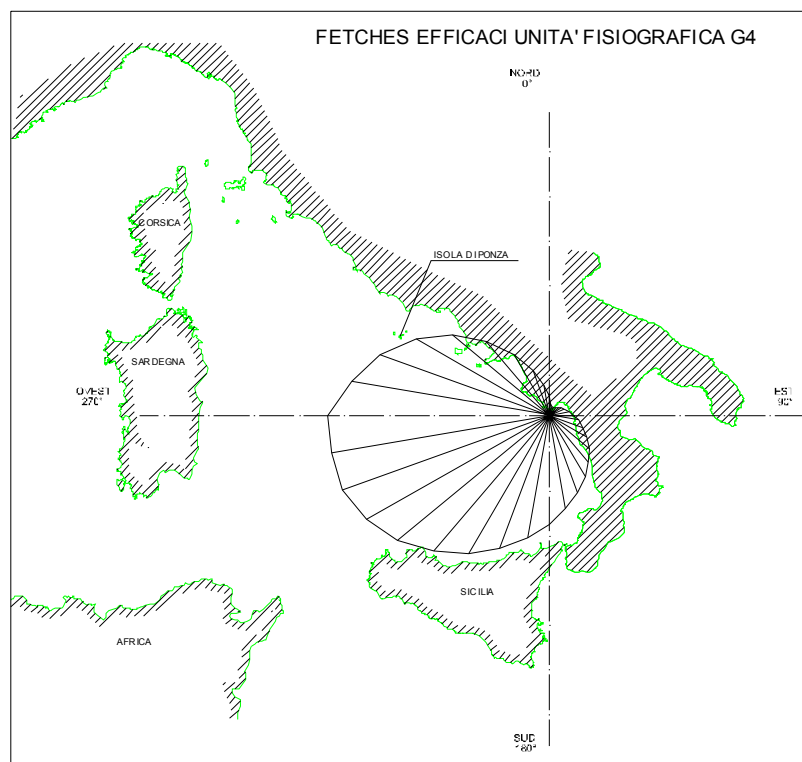 FETCHES EFFICACI UNITA' FISIOGRAFICA G4
NORD
0°
CORSICA
ISOLA DI PONZA
SARDEGNA
OVEST
270°
EST
90°
SICILIA
AFRICA
SUD
180°